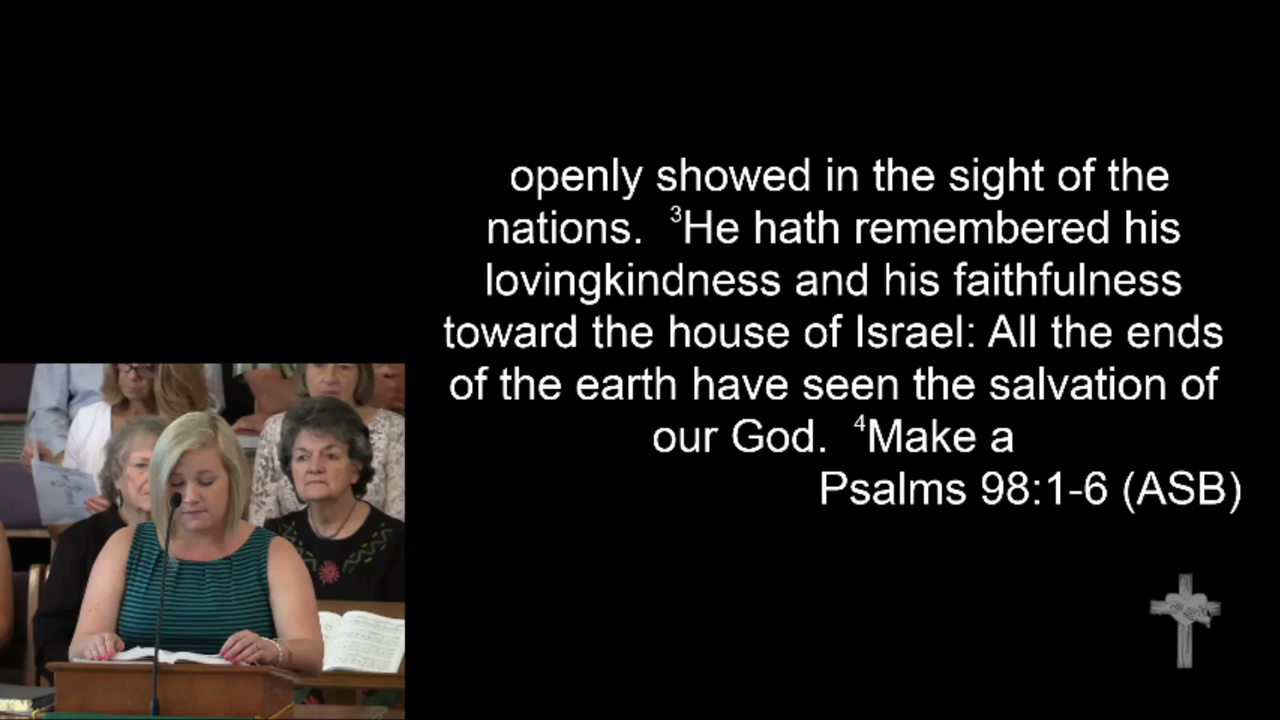 openly showed in the sight of the
nations. ³He hath remembered his
lovingkindness and his faithfulness
toward the house of Israel: All the ends
of the earth have seen the salvation of
our God. ⁴Make a
Psalms 98:1-6 (ASB)